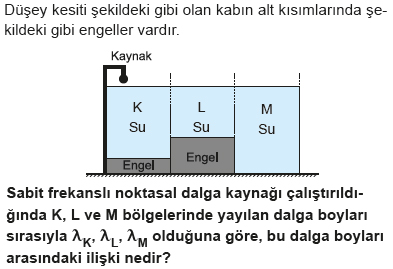 Düşey kesiti şekildeki gibi olan kabın alt kısımlarında şe-
kildeki gibi engeller vardır.
Kaynak
K L M
Su Su Su
Engel Engel
Sabit frekanslı noktasal dalga kaynağı çalıştırıldı-
ğında K, L ve M bölgelerinde yayılan dalga boyları
sırasıyla λK, λL, λM olduğuna göre, bu dalga boyları
arasındaki ilişki nedir?